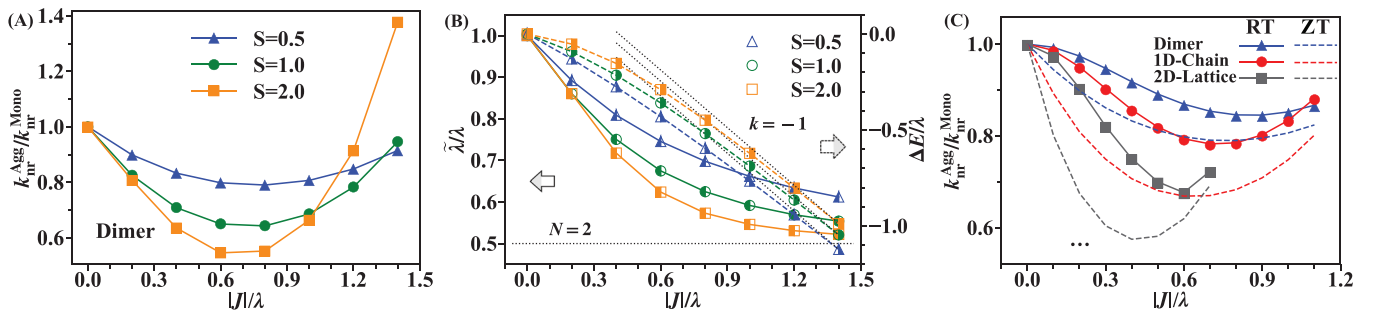 (A)
1.4
1.2
1.0
0.8
0.6
k_nr^Agg/k_nr^Mono
S=0.5
S=1.0
S=2.0
Dimer
0.0 0.3 0.6 0.9 1.2 1.5
|J|/λ
(B)
1.0
0.9
0.8
0.7
0.6
0.5
λ̃/λ
S=0.5
S=1.0
S=2.0
k = −1
N = 2
0.0
−0.5
−1.0
ΔE/λ
0.0 0.3 0.6 0.9 1.2
|J|/λ
(C)
1.0
0.8
0.6
k_nr^Agg/k_nr^Mono
RT ZT
Dimer
1D-Chain
2D-Lattice
...
0.0 0.3 0.6 0.9 1.2
|J|/λ